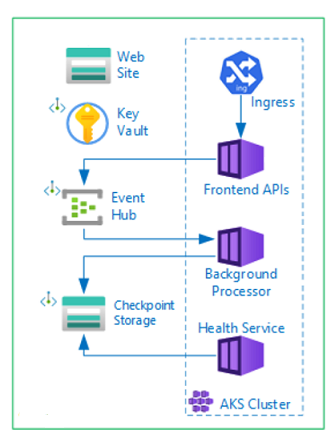 Web
Site
ing
Ingress
Key
Vault
Frontend APIs
Event
Hub
Background
Processor
Checkpoint
Storage
Health Service
AKS Cluster